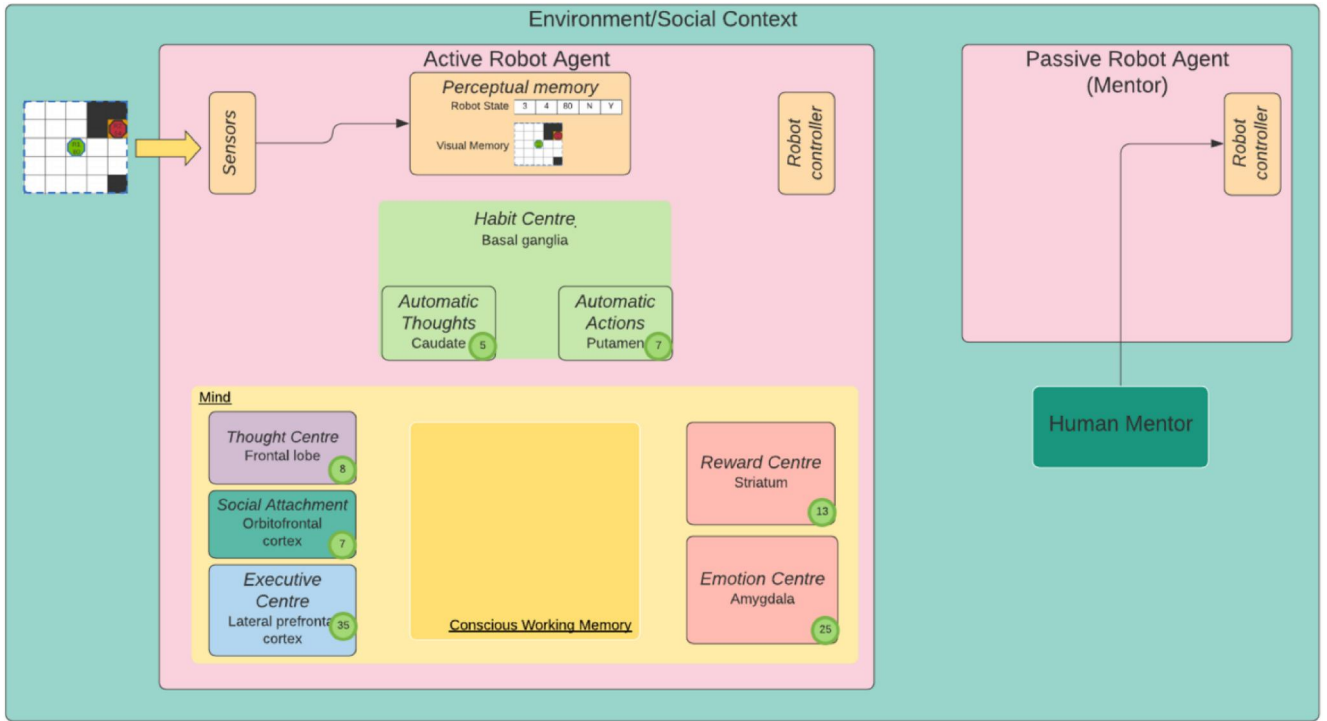 Environment/Social Context
Active Robot Agent
Passive Robot Agent
(Mentor)
Sensors
Perceptual memory
Robot State 3 4 80 N Y
Visual Memory
Robot
controller
Robot
controller
Habit Centre
Basal ganglia
Automatic
Thoughts
Caudate 5
Automatic
Actions
Putamen 7
Mind
Thought Centre
Frontal lobe
8
Social Attachment
Orbitofrontal
cortex
7
Executive
Centre
Lateral prefronta
cortex
35
Conscious Working Memory
Reward Centre
Striatum
13
Emotion Centre
Amygdala
25
Human Mentor